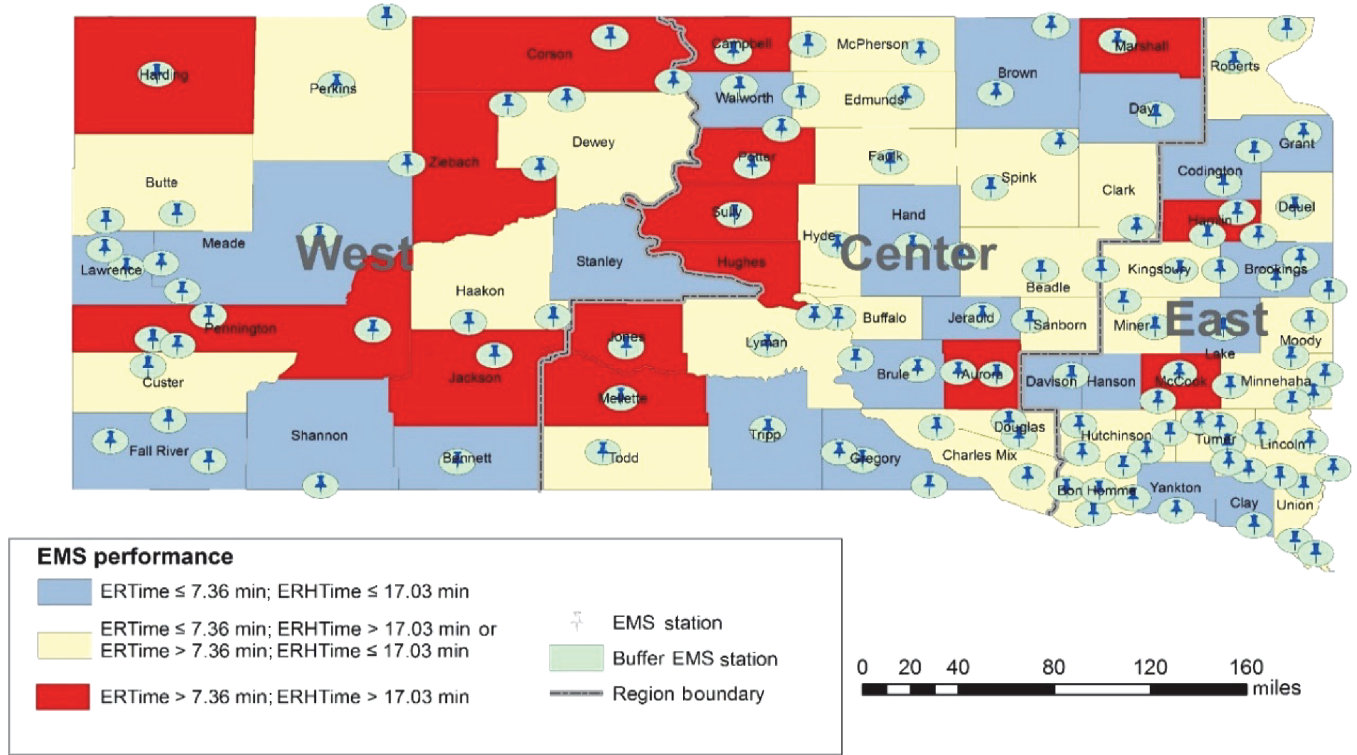 Harding
Perkins
Corson
Campbell
McPherson
Brown
Marshall
Roberts
Walworth
Edmunds
Day
Dewey
Ziebach
Potter
Faulk
Spink
Clark
Codington
Grant
Butte
Meade
Lawrence
West
Stanley
Sully
Hyde
Hand
Center
Hamlin
Deuel
Hughes
Beadle
Kingsbury
Brookings
Haakon
Pennington
Custer
Jackson
Jones
Lyman
Buffalo
Jerauld
Sanborn
Miner
East
Lake
Moody
Mellette
Brule
Aurora
Davison
Hanson
McCook
Minnehaha
Fall River
Shannon
Bennett
Todd
Tripp
Gregory
Douglas
Charles Mix
Hutchinson
Turner
Lincoln
Bon Homme
Yankton
Clay
Union
EMS performance
ERTime ≤ 7.36 min; ERHTime ≤ 17.03 min
ERTime ≤ 7.36 min; ERHTime > 17.03 min or
ERTime > 7.36 min; ERHTime ≤ 17.03 min
ERTime > 7.36 min; ERHTime > 17.03 min
EMS station
Buffer EMS station
Region boundary
0 20 40 80 120 160
miles